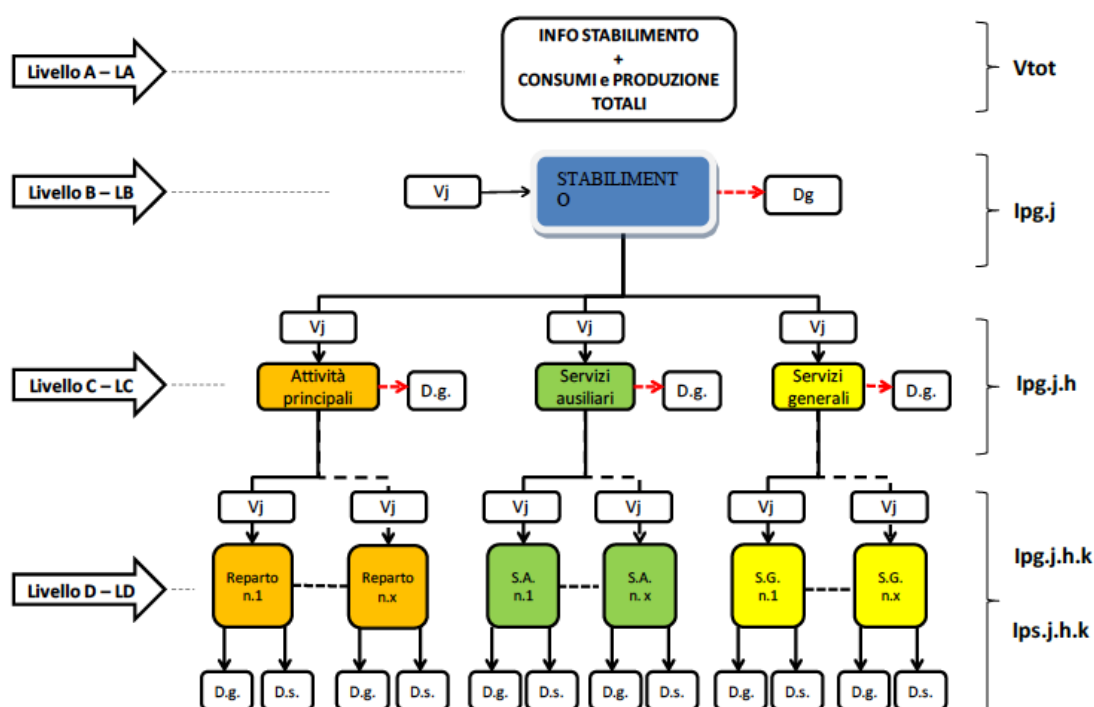 INFO STABILIMENTO
+
CONSUMI e PRODUZIONE
TOTALI
Livello A – LA
Vtot
Livello B – LB
Vj
STABILIMENT
O
Dg
Ipg.j
Vj
Vj
Vj
Livello C – LC
Attività
principali
D.g.
Servizi
ausiliari
D.g.
Servizi
generali
D.g.
Ipg.j.h
Vj
Vj
Vj
Vj
Vj
Vj
Livello D – LD
Reparto
n.1
Reparto
n.x
S.A.
n.1
S.A.
n. x
S.G.
n.1
S.G.
n.x
Ipg.j.h.k
Ips.j.h.k
D.g.
D.s.
D.g.
D.s.
D.g.
D.s.
D.g.
D.s.
D.g.
D.s.
D.g.
D.s.